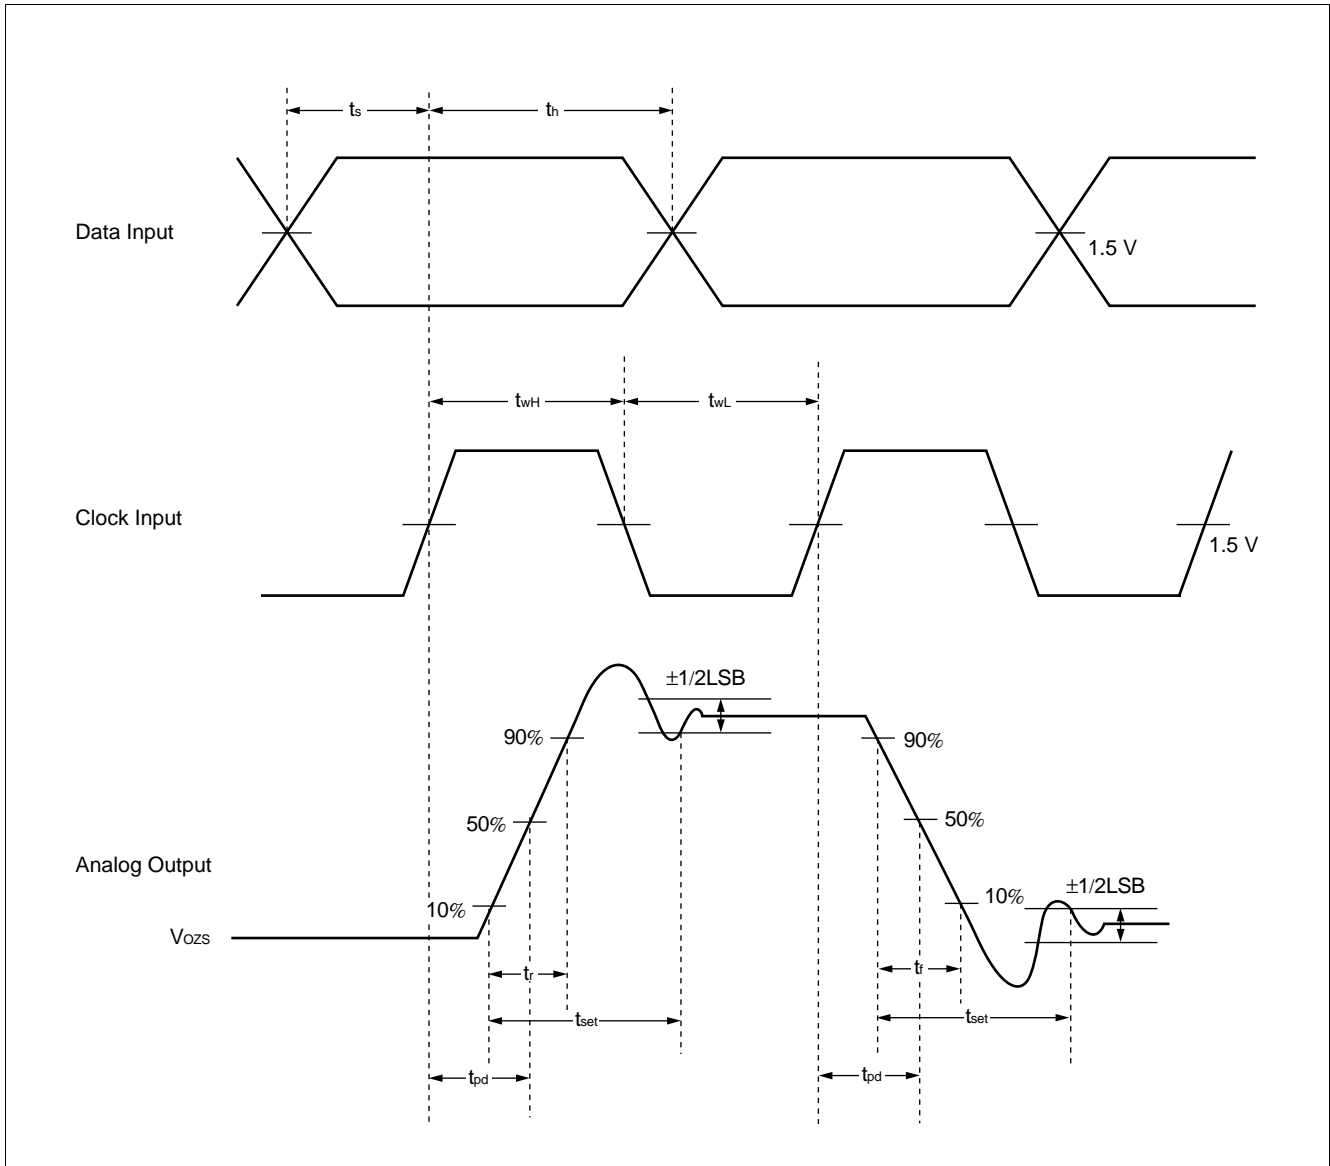 ts
th
Data Input
1.5 V
twH
twL
Clock Input
1.5 V
±1/2LSB
90%
90%
50%
50%
Analog Output
10%
10%
±1/2LSB
VOZS
tr
tf
tset
tset
tpd
tpd